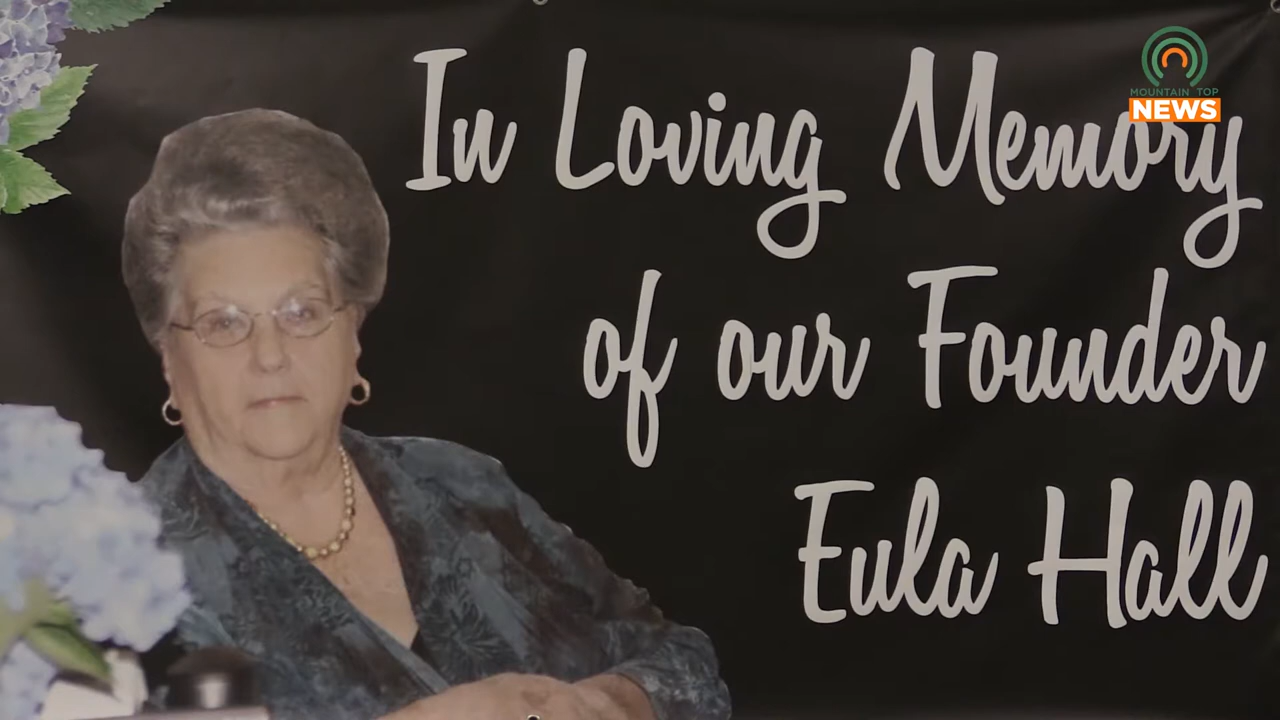 In Loving Memory
of our Founder
Eula Hall
MOUNTAIN TOP
NEWS